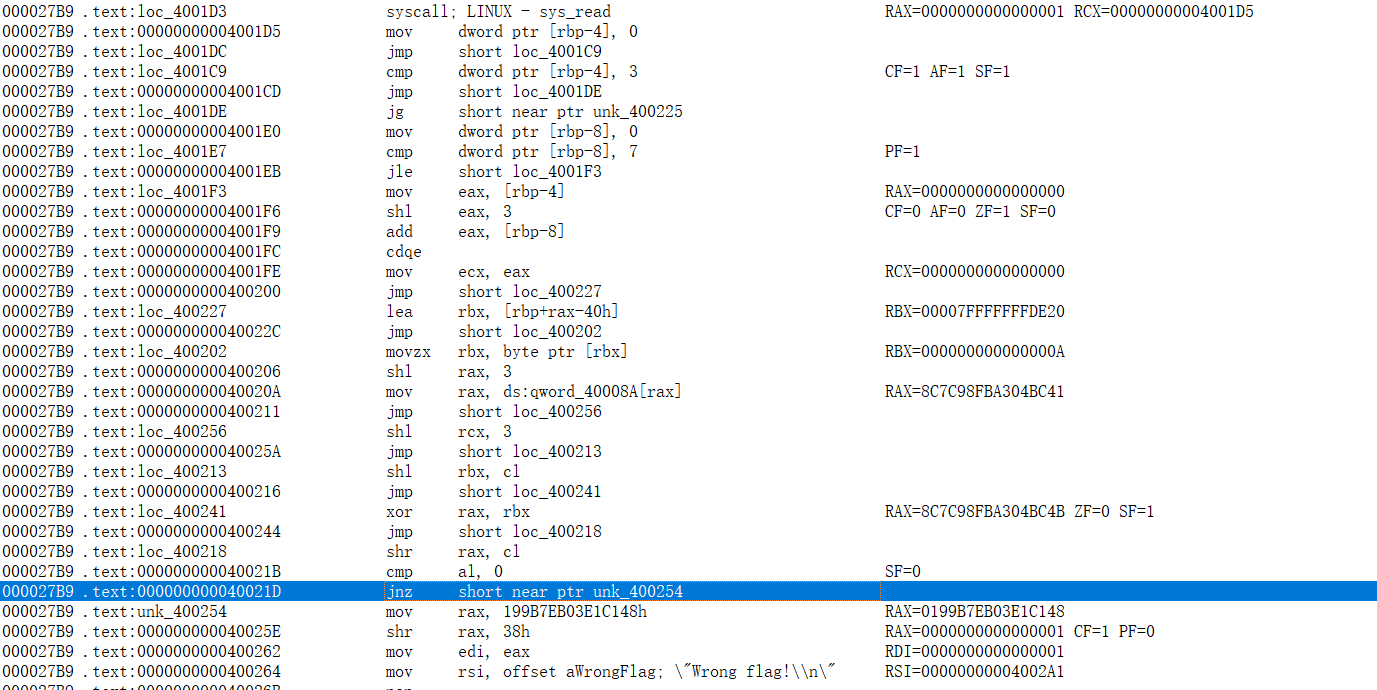 000027B9 .text:loc_4001D3 syscall; LINUX - sys_read RAX=0000000000000001 RCX=00000000004001D5
000027B9 .text:00000000004001D5 mov dword ptr [rbp-4], 0
000027B9 .text:loc_4001DC jmp short loc_4001C9
000027B9 .text:loc_4001C9 cmp dword ptr [rbp-4], 3 CF=1 AF=1 SF=1
000027B9 .text:00000000004001CD jmp short loc_4001DE
000027B9 .text:loc_4001DE jg short near ptr unk_400225
000027B9 .text:00000000004001E0 mov dword ptr [rbp-8], 0
000027B9 .text:loc_4001E7 cmp dword ptr [rbp-8], 7 PF=1
000027B9 .text:00000000004001EB jle short loc_4001F3
000027B9 .text:loc_4001F3 mov eax, [rbp-4] RAX=0000000000000000
000027B9 .text:00000000004001F6 shl eax, 3 CF=0 AF=0 ZF=1 SF=0
000027B9 .text:00000000004001F9 add eax, [rbp-8]
000027B9 .text:00000000004001FC cdqe
000027B9 .text:00000000004001FE mov ecx, eax RCX=0000000000000000
000027B9 .text:0000000000400200 jmp short loc_400227
000027B9 .text:loc_400227 lea rbx, [rbp+rax-40h] RBX=00007FFFFFFFDE20
000027B9 .text:000000000040022C jmp short loc_400202
000027B9 .text:loc_400202 movzx rbx, byte ptr [rbx] RBX=000000000000000A
000027B9 .text:0000000000400206 shl rax, 3
000027B9 .text:000000000040020A mov rax, ds:qword_40008A[rax] RAX=8C7C98FBA304BC41
000027B9 .text:0000000000400211 jmp short loc_400256
000027B9 .text:loc_400256 shl rcx, 3
000027B9 .text:000000000040025A jmp short loc_400213
000027B9 .text:loc_400213 shl rbx, cl
000027B9 .text:0000000000400216 jmp short loc_400241
000027B9 .text:loc_400241 xor rax, rbx RAX=8C7C98FBA304BC4B ZF=0 SF=1
000027B9 .text:0000000000400244 jmp short loc_400218
000027B9 .text:loc_400218 shr rax, cl
000027B9 .text:000000000040021B cmp al, 0 SF=0
000027B9 .text:000000000040021D jnz short near ptr unk_400254
000027B9 .text:unk_400254 mov rax, 199B7EB03E1C148h RAX=0199B7EB03E1C148
000027B9 .text:000000000040025E shr rax, 38h RAX=0000000000000001 CF=1 PF=0
000027B9 .text:0000000000400262 mov edi, eax RDI=0000000000000001
000027B9 .text:0000000000400264 mov rsi, offset aWrongFlag; \"Wrong flag!\\n\" RSI=00000000004002A1